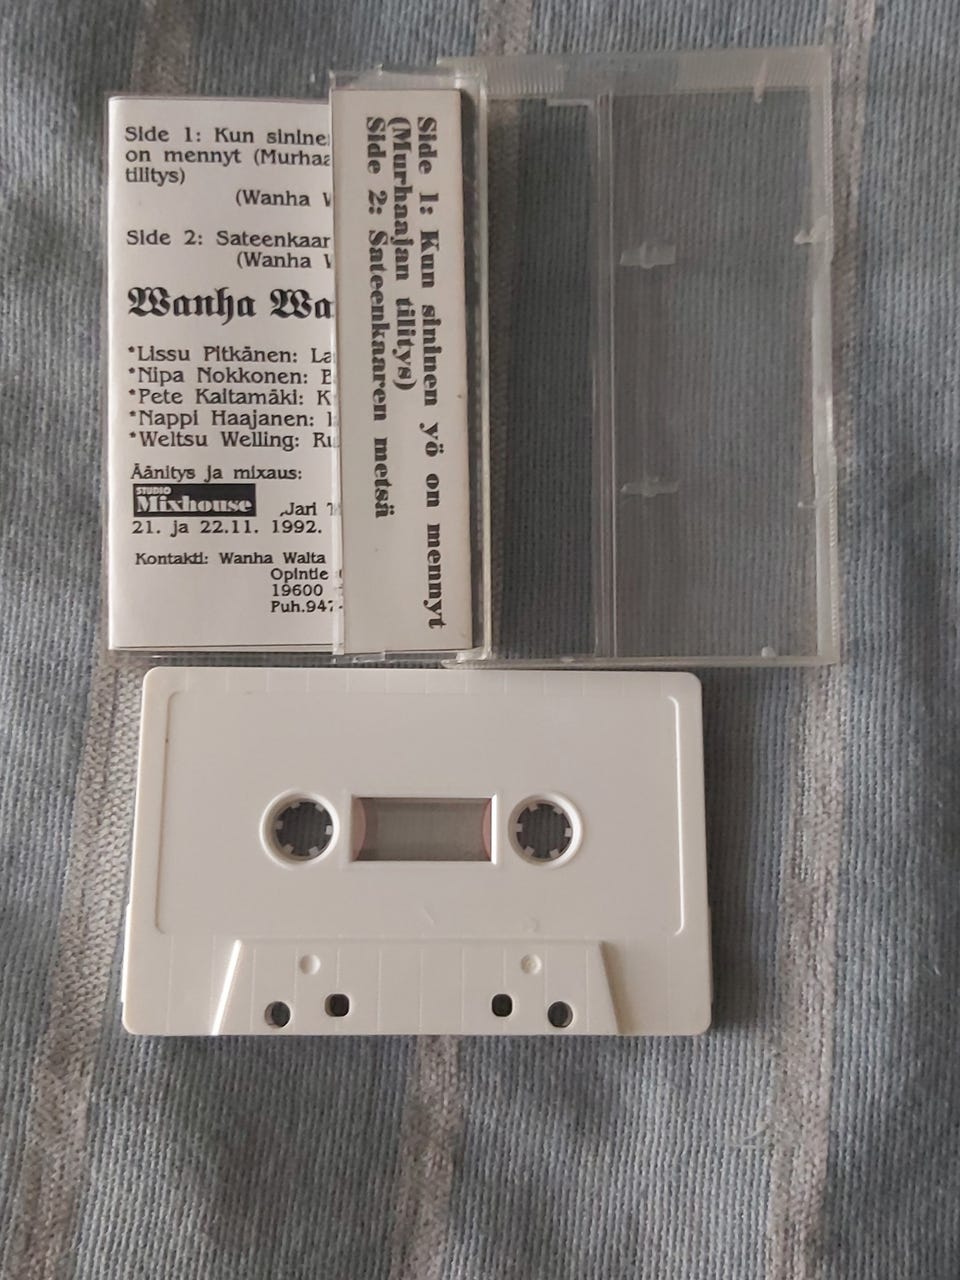 Side 1: Kun sinine
on mennyt (Murhaa
tilitys)
(Wanha W
Side 2: Sateenkaar
(Wanha W
Wanha Wa
*Lissu Pitkänen: La
*Nipa Nokkonen: B
*Pete Kaltamäki: K
*Nappi Haajanen:
*Weltsu Welling: Ru
Äänitys ja mixaus:
STUDIO
Mixhouse Jari
21. ja 22.11. 1992.
Kontakti: Wanha Waita
Opintie
19600
Puh.947-
Side 1: Kun sininen yö on mennyt
(Murhaajan tilitys)
Side 2: Sateenkaaren metsä